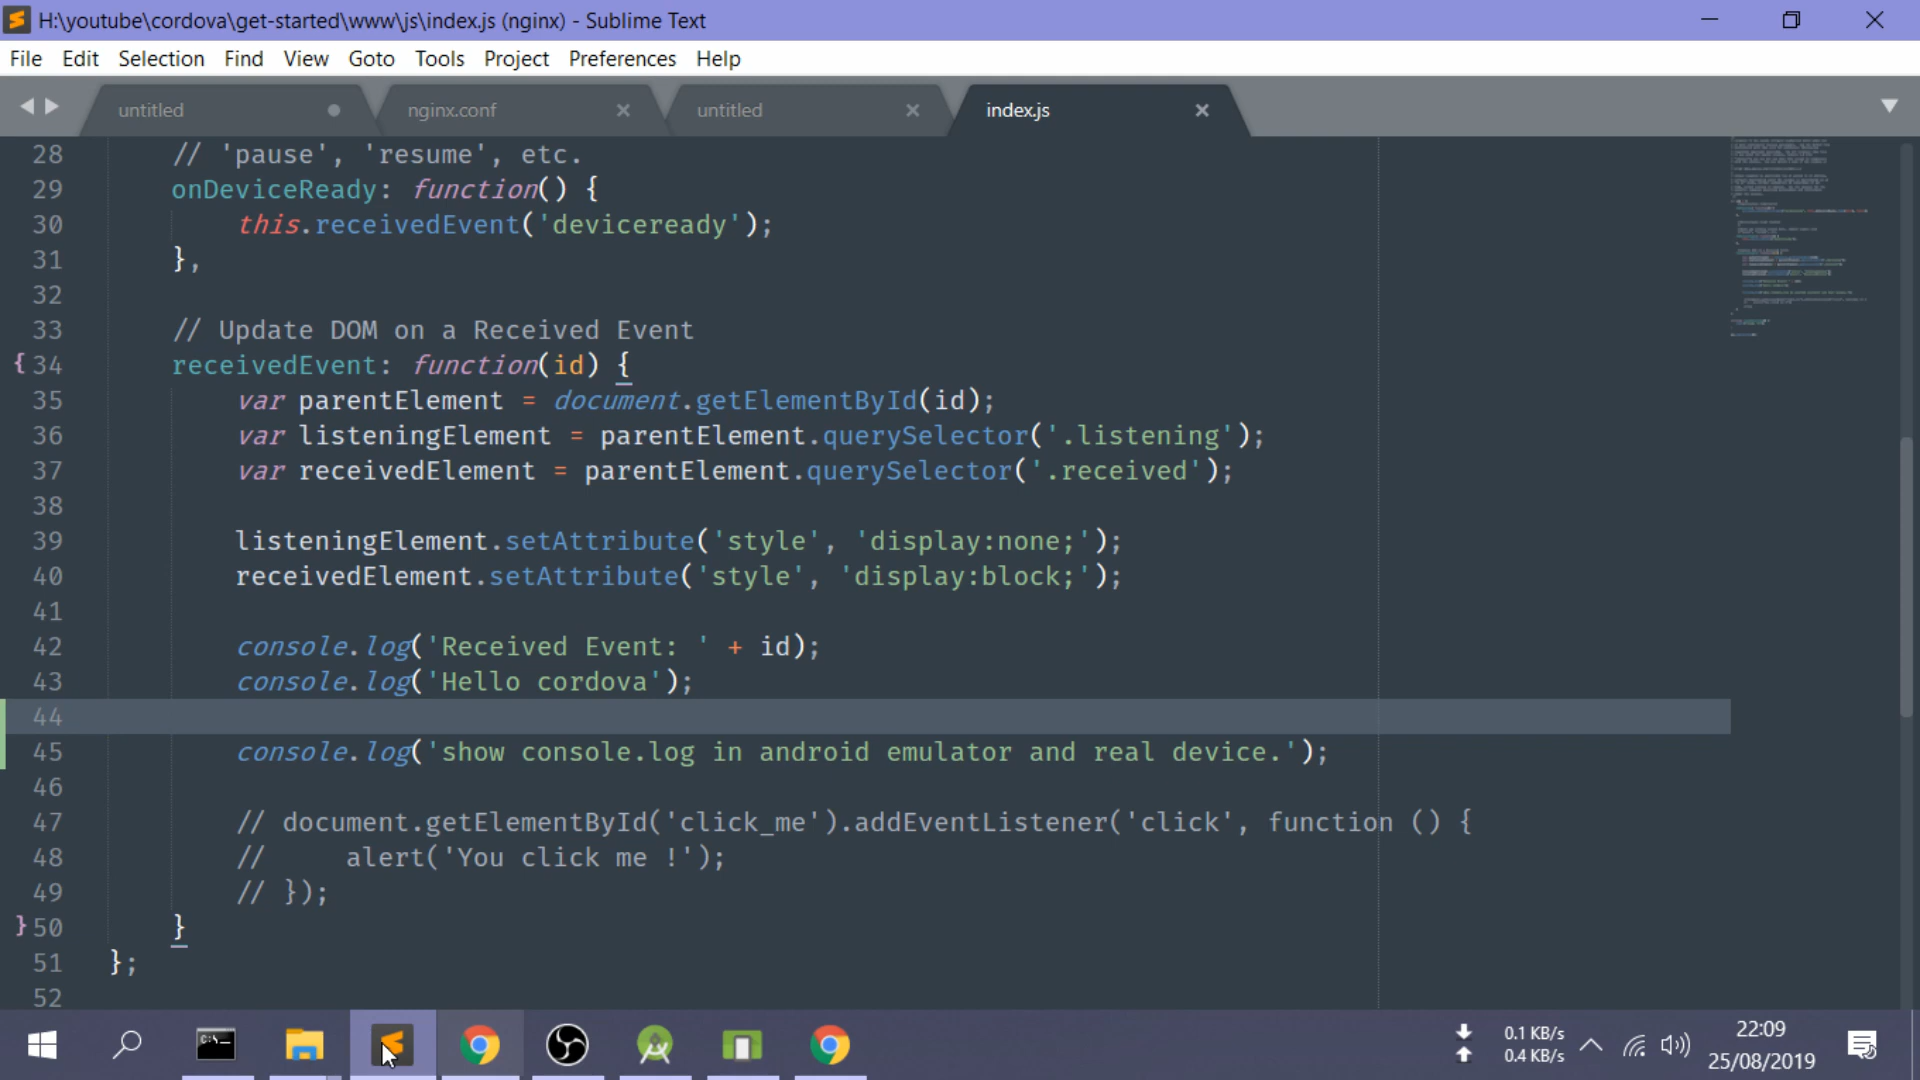 H:\youtube\cordova\get-started\www\js\index.js (nginx) - Sublime Text
File Edit Selection Find View Goto Tools Project Preferences Help
untitled nginx.conf untitled index.js
28 // 'pause', 'resume', etc.
29 onDeviceReady: function() {
30 this.receivedEvent('deviceready');
31 },
32
33 // Update DOM on a Received Event
{ 34 receivedEvent: function(id) {
35 var parentElement = document.getElementById(id);
36 var listeningElement = parentElement.querySelector('.listening');
37 var receivedElement = parentElement.querySelector('.received');
38
39 listeningElement.setAttribute('style', 'display:none;');
40 receivedElement.setAttribute('style', 'display:block;');
41
42 console.log('Received Event: ' + id);
43 console.log('Hello cordova');
44
45 console.log('show console.log in android emulator and real device.');
46
47 // document.getElementById('click_me').addEventListener('click', function () {
48 // alert('You click me !');
49 // });
} 50 }
51 };
52
0.1 KB/s
0.4 KB/s
22:09
25/08/2019